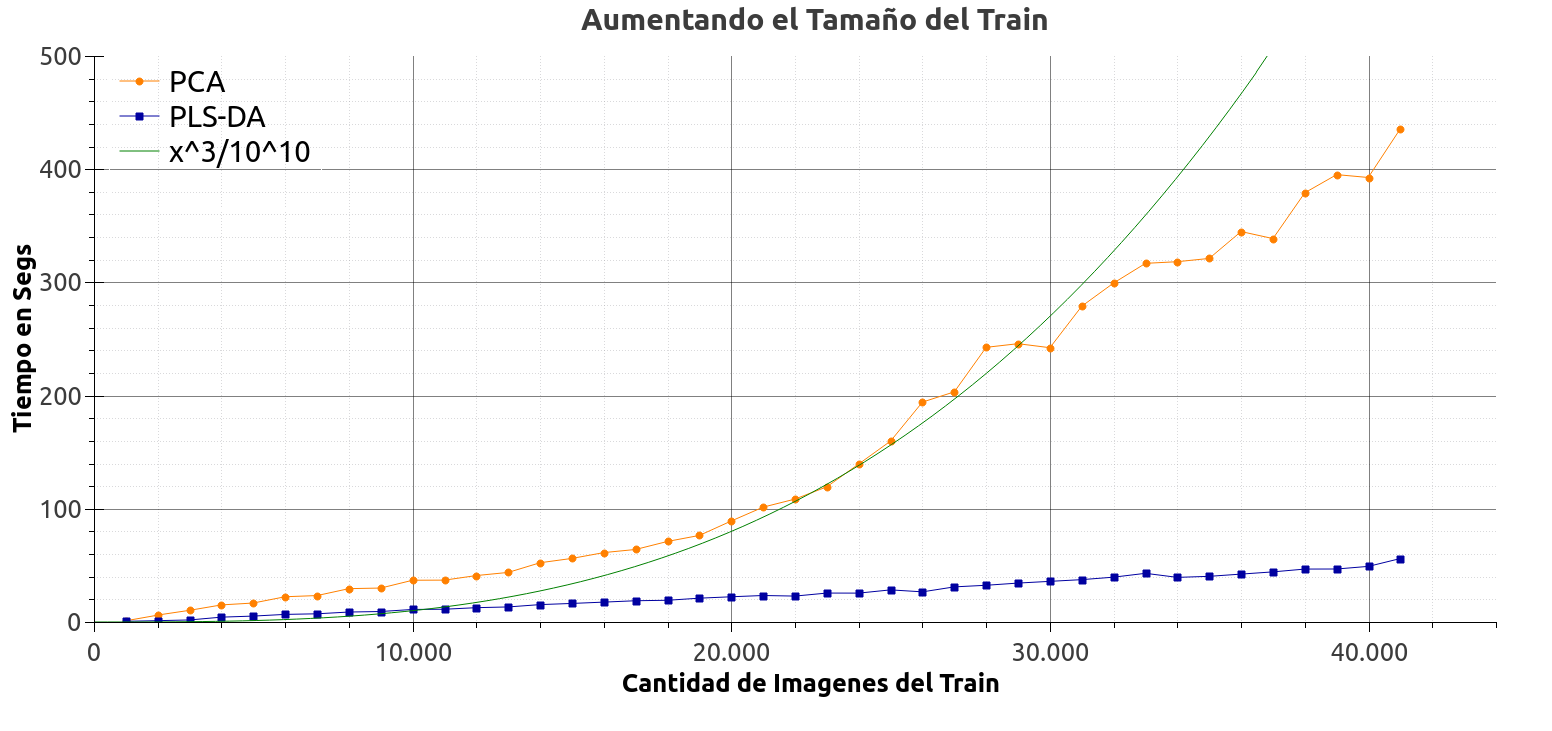 Aumentando el Tamaño del Train
500
400
300
200
100
0
PCA
PLS-DA
x^3/10^10
Tiempo en Segs
0 10.000 20.000 30.000 40.000
Cantidad de Imagenes del Train